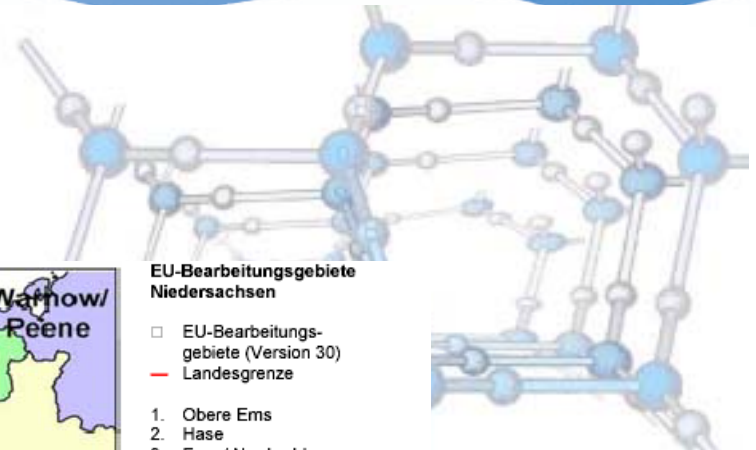 Warnow/
Peene
EU-Bearbeitungsgebiete
Niedersachsen
EU-Bearbeitungs-
gebiete (Version 30)
Landesgrenze
1. Obere Ems
2. Hase